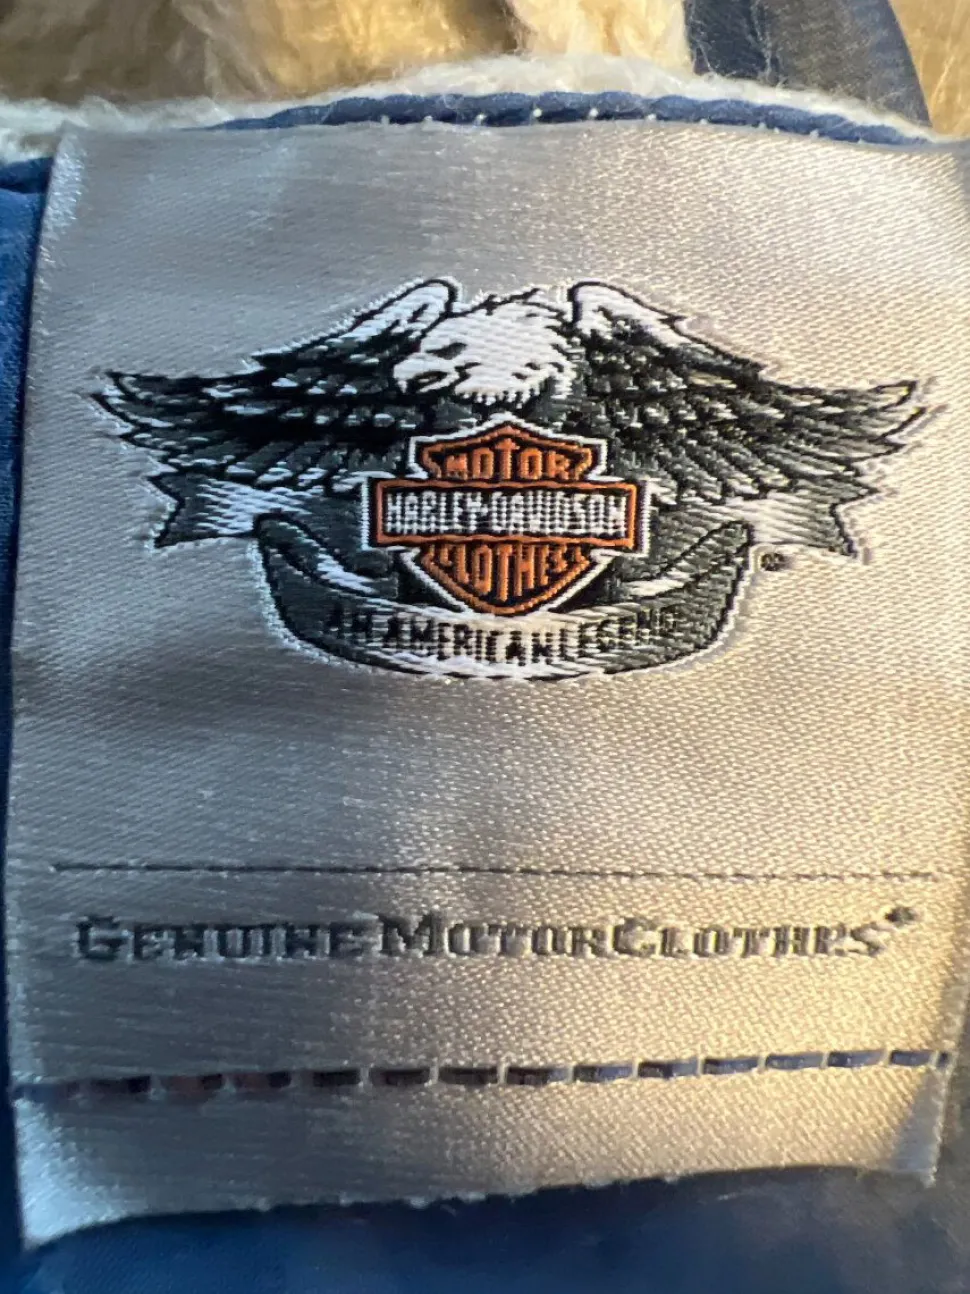 MOTOR
HARLEY-DAVIDSON
CLOTHES
®
AN AMERICAN LEGEND
GENUINE MOTORCLOTHES®